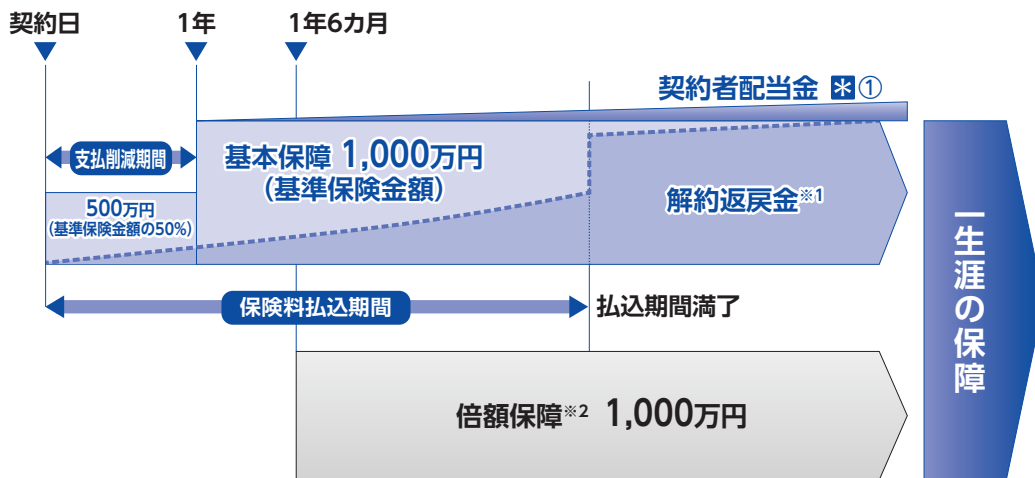 契約日
1年
1年6カ月
契約者配当金 *①
支払削減期間
基本保障 1,000万円
(基準保険金額)
500万円
(基準保険金額の50%)
解約返戻金※1
保険料払込期間
払込期間満了
倍額保障※2 1,000万円
一生涯の保障